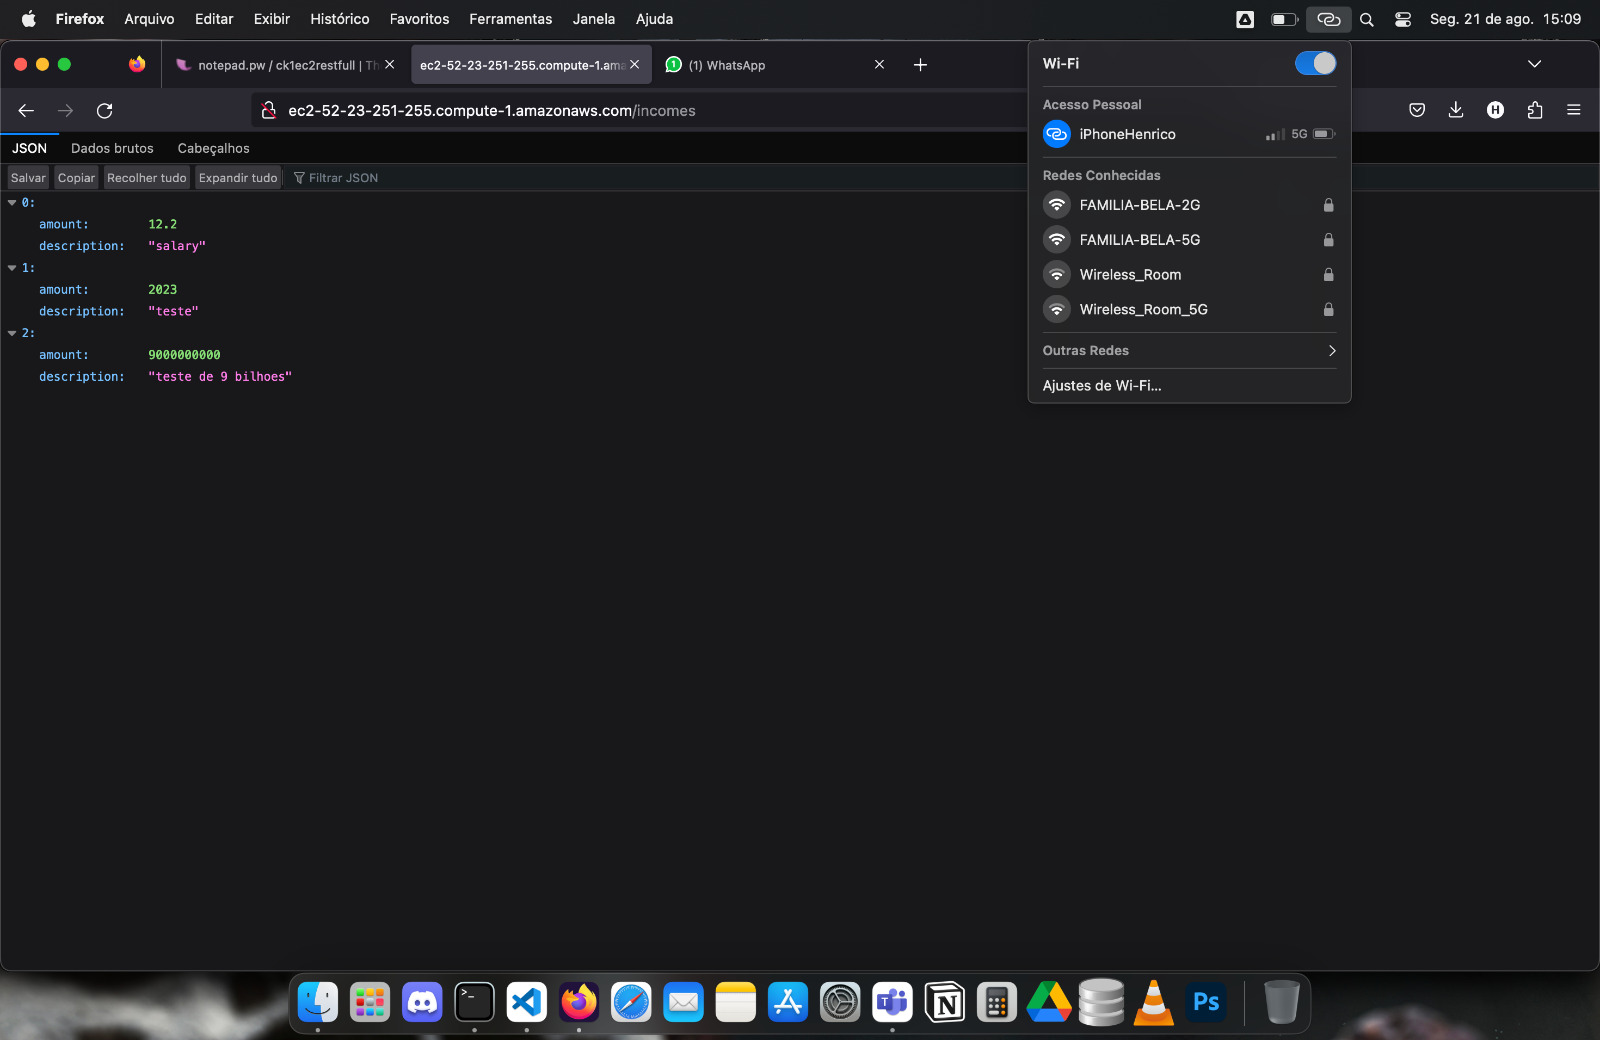 Firefox Arquivo Editar Exibir Histórico Favoritos Ferramentas Janela Ajuda Seg. 21 de ago. 15:09
notepad.pw / ck1ec2restfull | Th
ec2-52-23-251-255.compute-1.ama
(1) WhatsApp
ec2-52-23-251-255.compute-1.amazonaws.com/incomes
H
JSON Dados brutos Cabeçalhos
Salvar Copiar Recolher tudo Expandir tudo Filtrar JSON
0:
amount: 12.2
description: "salary"
1:
amount: 2023
description: "teste"
2:
amount: 9000000000
description: "teste de 9 bilhoes"
Wi-Fi
Acesso Pessoal
iPhoneHenrico 5G
Redes Conhecidas
FAMILIA-BELA-2G
FAMILIA-BELA-5G
Wireless_Room
Wireless_Room_5G
Outras Redes
Ajustes de Wi-Fi...
Ps